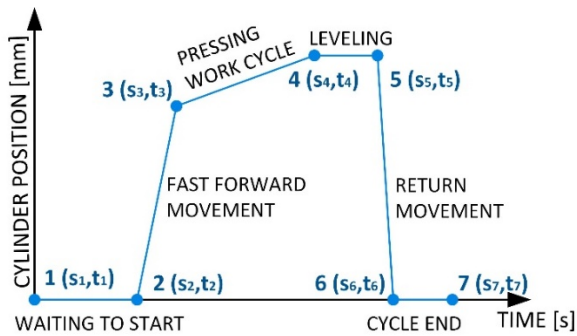 CYLINDER POSITION [mm]
PRESSING
WORK CYCLE
LEVELING
3 (s₃,t₃)
4 (s₄,t₄)
5 (s₅,t₅)
FAST FORWARD
MOVEMENT
RETURN
MOVEMENT
1 (s₁,t₁)
2 (s₂,t₂)
6 (s₆,t₆)
7 (s₇,t₇)
WAITING TO START
CYCLE END
TIME [s]